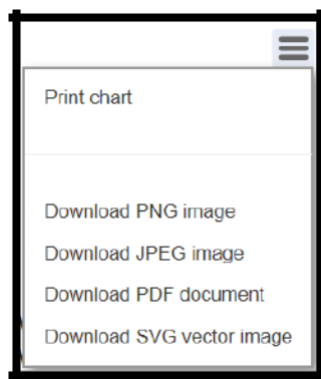 Print chart
Download PNG image
Download JPEG image
Download PDF document
Download SVG vector image